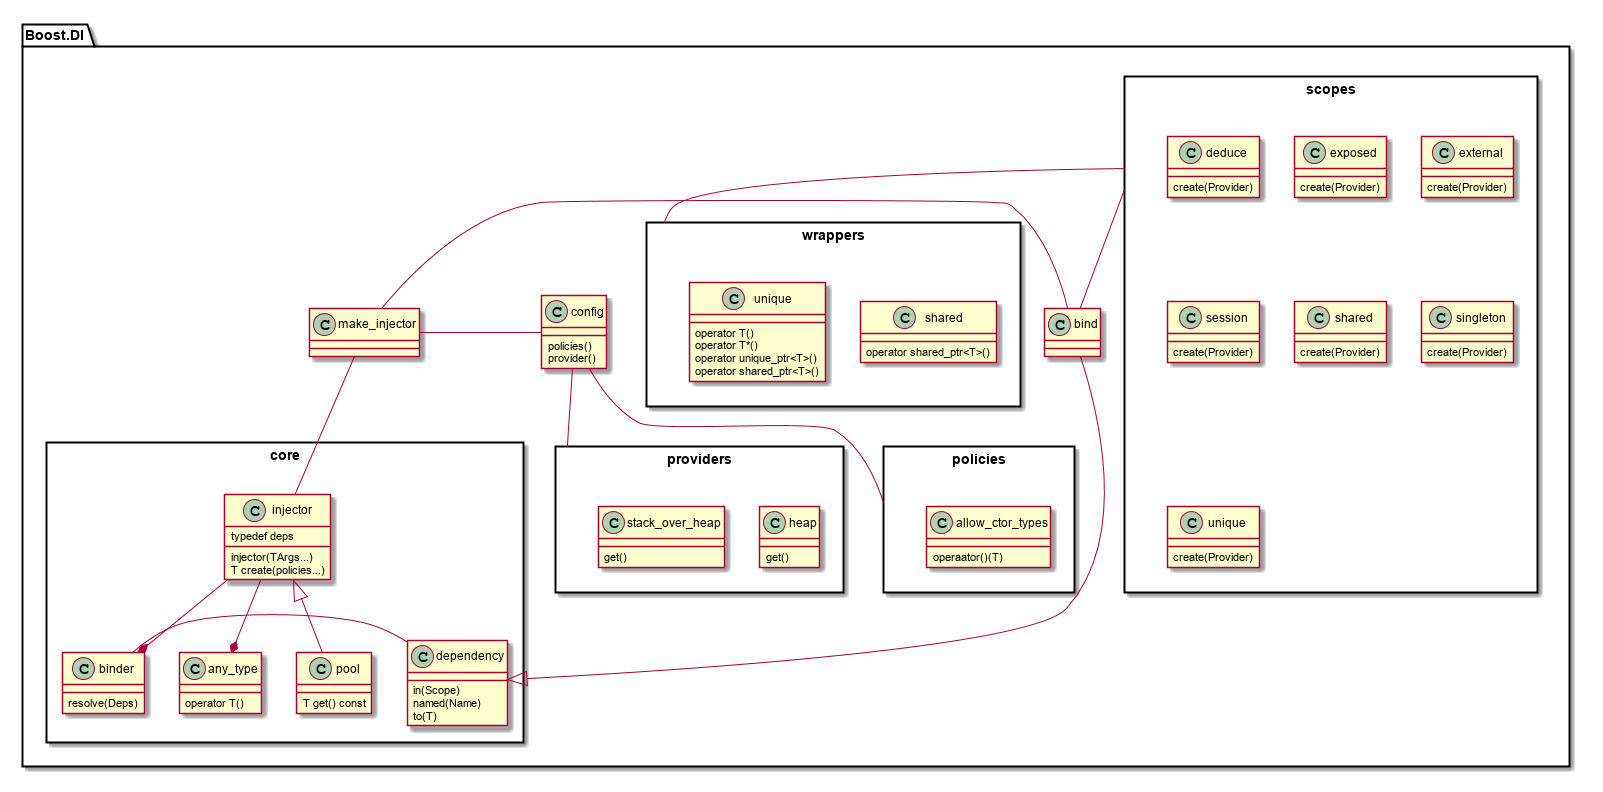 Boost.DI
scopes
C deduce
create(Provider)
C exposed
create(Provider)
C external
create(Provider)
C session
create(Provider)
C shared
create(Provider)
C singleton
create(Provider)
C unique
create(Provider)
wrappers
C unique
operator T()
operator T*()
operator unique_ptr<T>()
operator shared_ptr<T>()
C shared
operator shared_ptr<T>()
C bind
C make_injector
C config
policies()
provider()
core
C injector
typedef deps
injector(TArgs...)
T create(policies...)
C binder
resolve(Deps)
C any_type
operator T()
C pool
T get() const
C dependency
in(Scope)
named(Name)
to(T)
providers
C stack_over_heap
get()
C heap
get()
policies
C allow_ctor_types
operaator()(T)